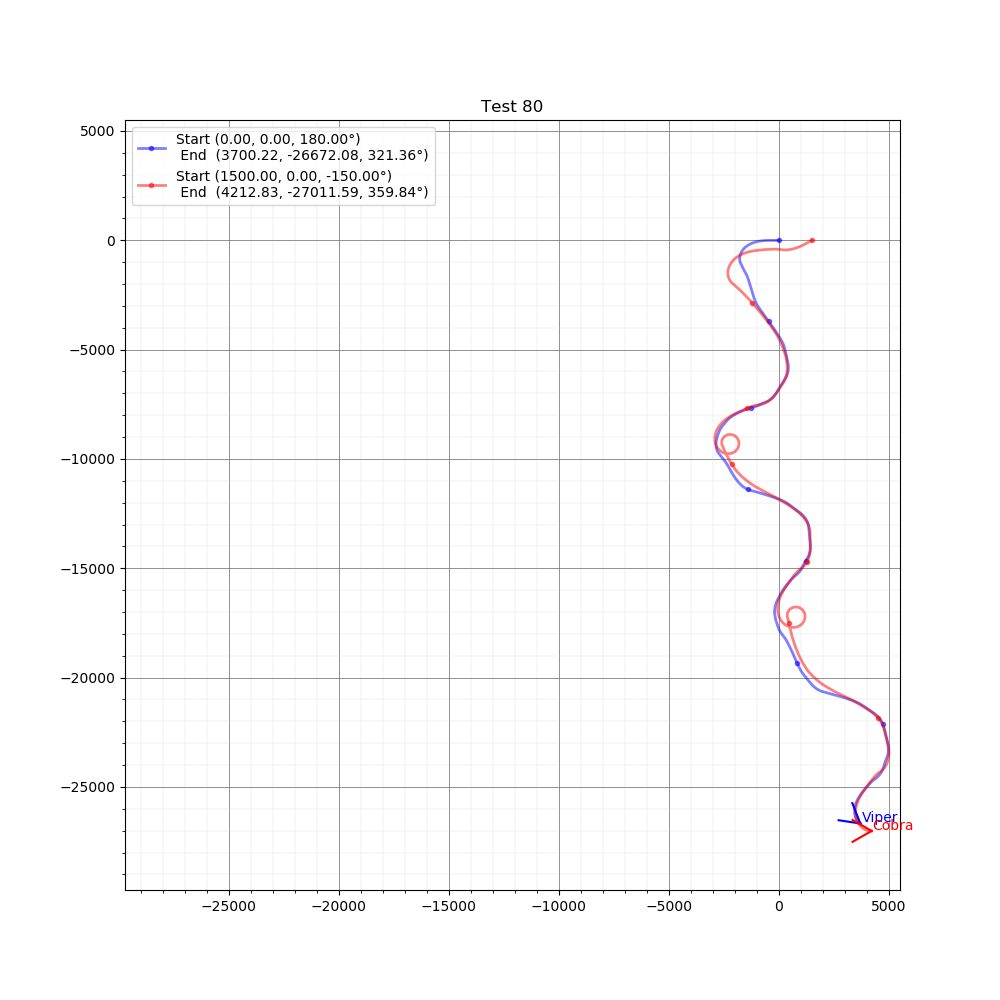 Test 80
Start (0.00, 0.00, 180.00°)
End  (3700.22, -26672.08, 321.36°)
Start (1500.00, 0.00, -150.00°)
End  (4212.83, -27011.59, 359.84°)
5000
0
−5000
−10000
−15000
−20000
−25000
Viper
Cobra
−25000
−20000
−15000
−10000
−5000
0
5000